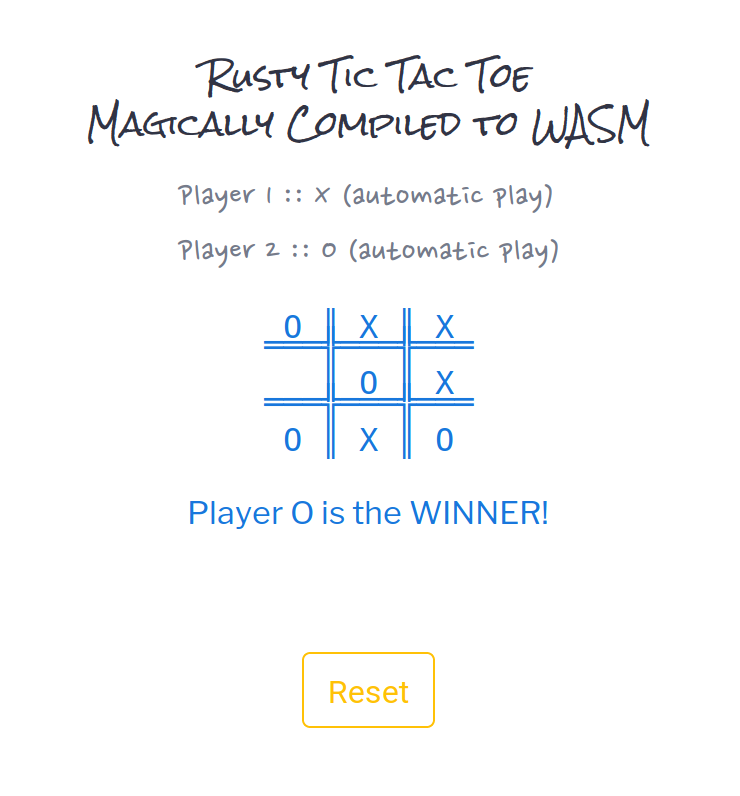 Rusty Tic Tac Toe
Magically Compiled to WASM
Player 1 :: X (automatic play)
Player 2 :: O (automatic play)
O X X
O X
O X O
Player O is the WINNER!
Reset